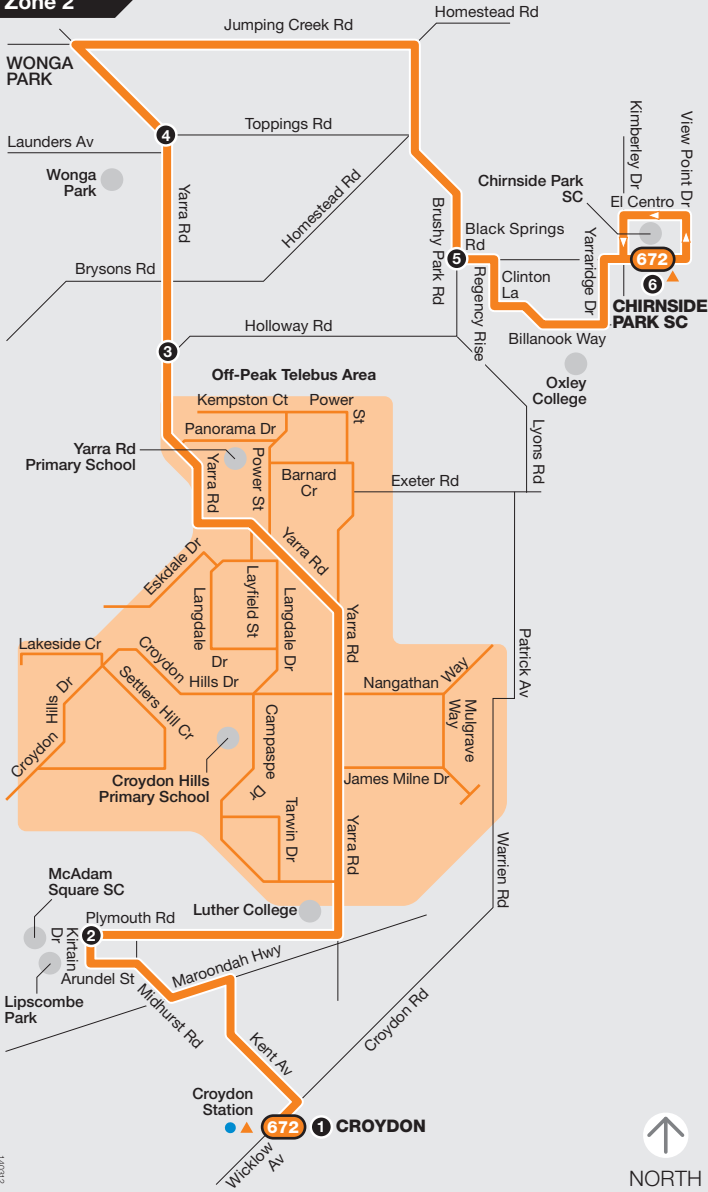 Zone 2
Jumping Creek Rd
Homestead Rd
WONGA
PARK
4
Toppings Rd
Launders Av
Wonga
Park
Yarra Rd
Homestead Rd
Brysons Rd
Kimberley Dr
View Point Dr
Chirnside Park
SC
El Centro
Brushy Park Rd
Black Springs
Rd
5
Yarraridge Dr
672
6
CHIRNSIDE
PARK SC
Regency Rise
Clinton
La
Billanook Way
Oxley
College
Holloway Rd
3
Off-Peak Telebus Area
Kempston Ct
Power
St
Panorama Dr
Yarra Rd
Primary School
Yarra Rd
Power St
Barnard
Cr
Exeter Rd
Lyons Rd
Yarra Rd
Eskdale Dr
Langdale
Dr
Layfield St
Langdale Dr
Yarra Rd
Patrick Av
Lakeside Cr
Croydon
Hills Dr
Settlers Hill Cr
Croydon
Hills
Dr
Nangathan
Way
Mulgrave
Way
Campaspe
Dr
Croydon Hills
Primary School
James Milne Dr
Tarwin Dr
Yarra Rd
Warrien Rd
McAdam
Square SC
Luther College
Plymouth Rd
Kirtain
Dr
2
Arundel St
Lipscombe
Park
Maroondah Hwy
Midhurst Rd
Kent Av
Croydon Rd
Croydon
Station
672
1
CROYDON
Wicklow
Av
NORTH
140312